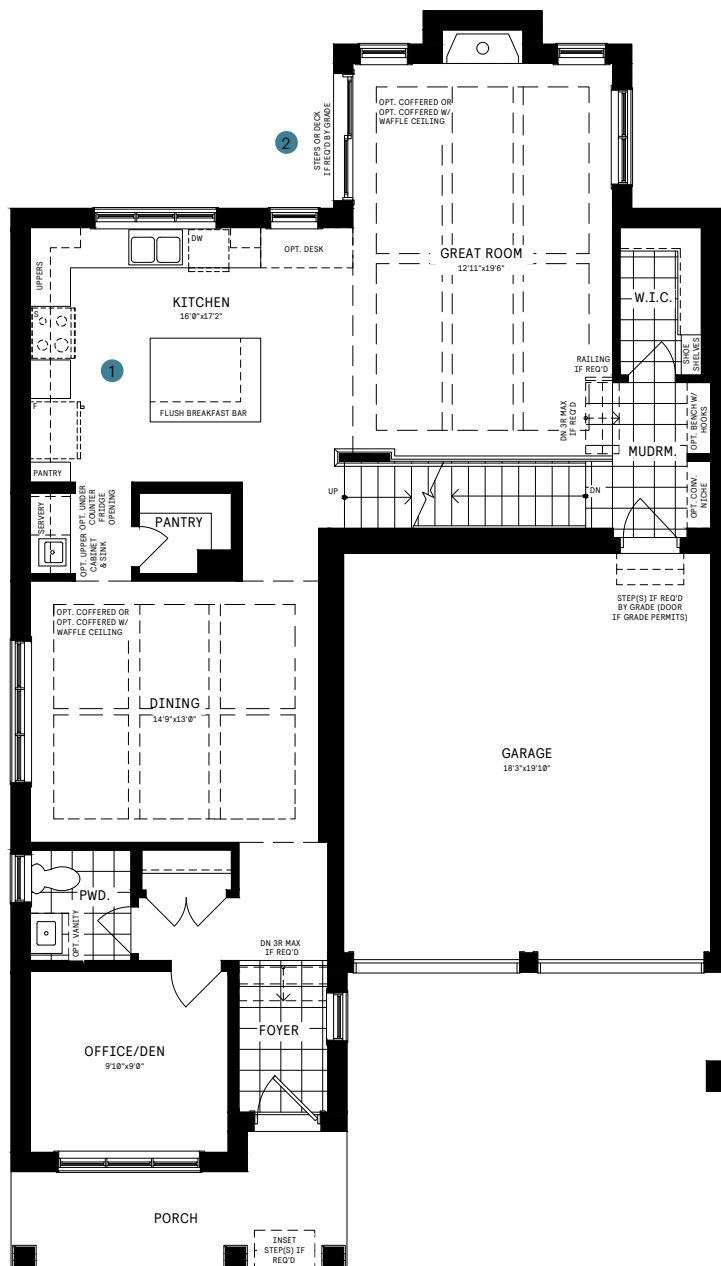 OPT. COFFERED OR
OPT. COFFERED W/
WAFFLE CEILING
2
STEPS OR DECK
IF REQ'D BY GRADE
GREAT ROOM
12'11"x19'6"
DW
OPT. DESK
UPPERS
KITCHEN
16'0"x17'2"
S
1
F
FLUSH BREAKFAST BAR
PANTRY
W.I.C.
SHOE
SHELVES
RAILING
IF REQ'D
DN 3R MAX
IF REQ'D
OPT. BENCH W/
HOOKS
MUDRM.
UP
DN
OPT. CONV.
NICHE
SERVERY
OPT. UNDER
COUNTER
FRIDGE
OPENING
OPT. UPPER
CABINET
& SINK
PANTRY
STEP(S) IF REQ'D
BY GRADE (DOOR
IF GRADE PERMITS)
OPT. COFFERED OR
OPT. COFFERED W/
WAFFLE CEILING
DINING
14'9"x13'0"
GARAGE
18'3"x19'10"
PWD.
OPT. VANITY
DN 3R MAX
IF REQ'D
FOYER
OFFICE/DEN
9'10"x9'0"
PORCH
INSET
STEP(S) IF
REQ'D